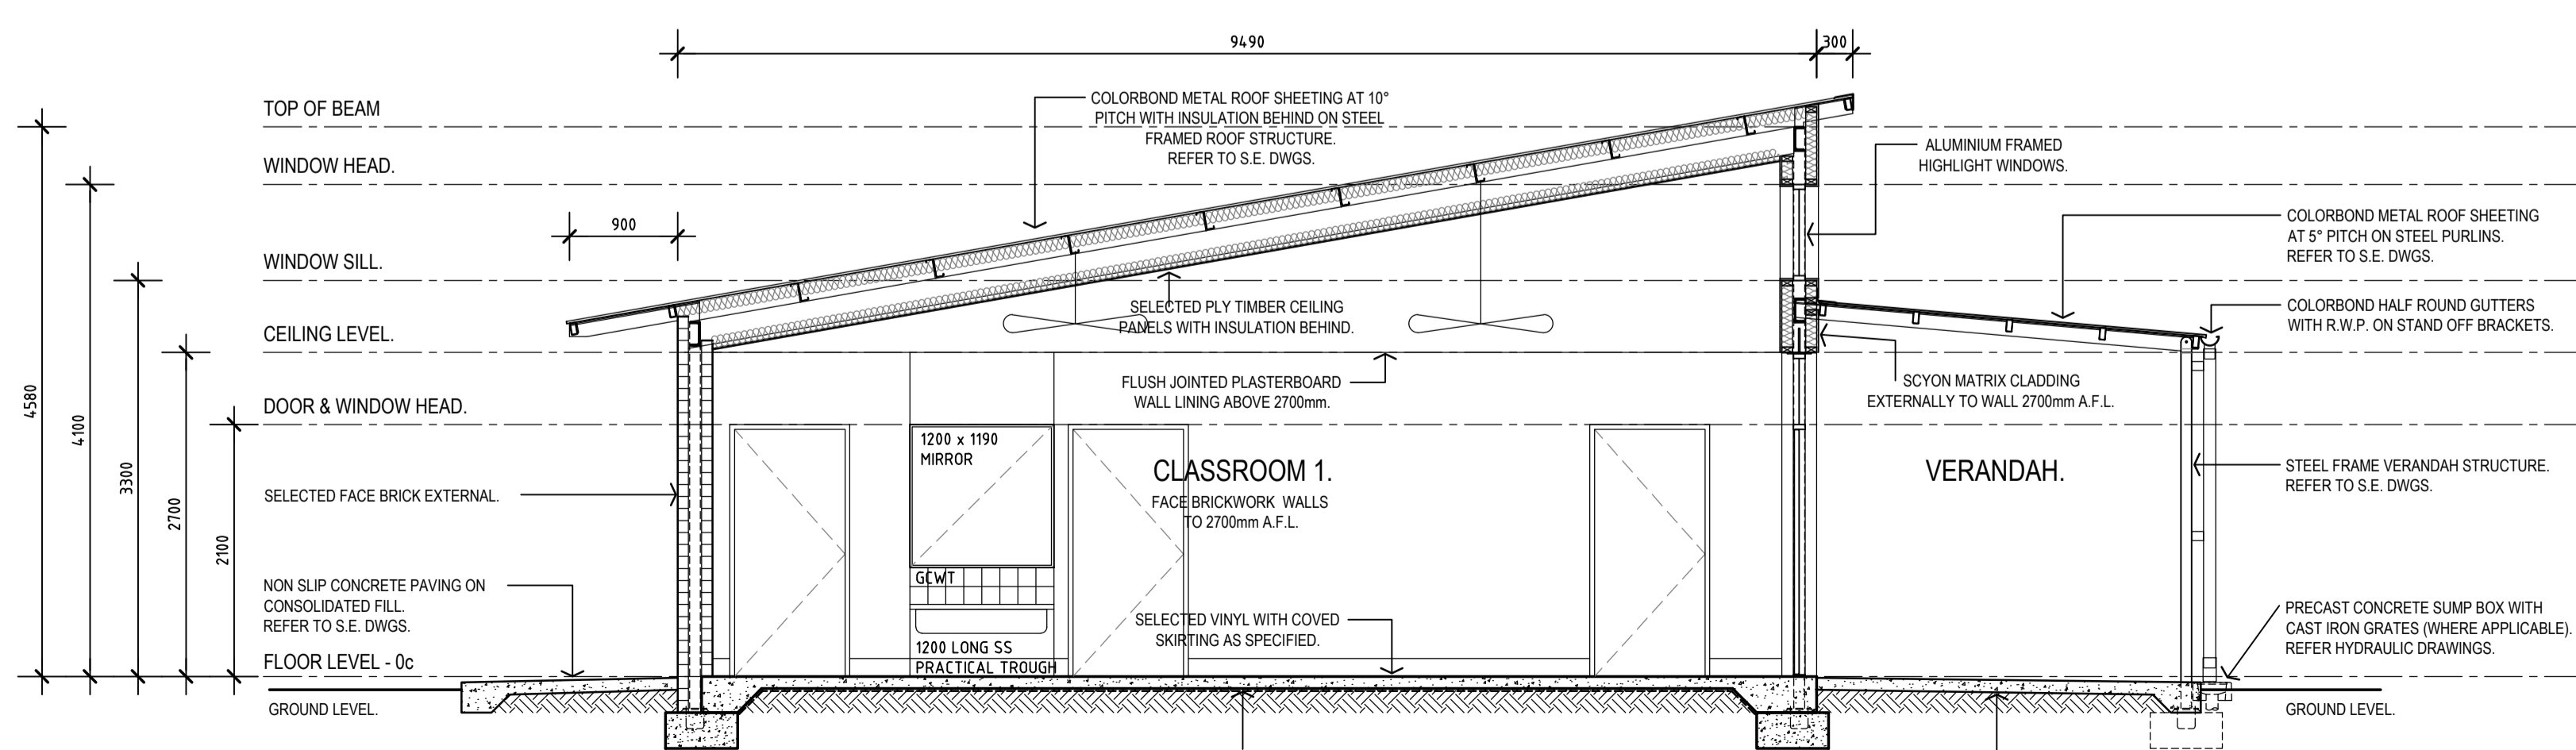 9490
300
TOP OF BEAM
COLORBOND METAL ROOF SHEETING AT 10°
PITCH WITH INSULATION BEHIND ON STEEL
FRAMED ROOF STRUCTURE.
REFER TO S.E. DWGS.
WINDOW HEAD.
ALUMINIUM FRAMED
HIGHLIGHT WINDOWS.
900
COLORBOND METAL ROOF SHEETING
AT 5° PITCH ON STEEL PURLINS.
REFER TO S.E. DWGS.
WINDOW SILL.
SELECTED PLY TIMBER CEILING
PANELS WITH INSULATION BEHIND.
COLORBOND HALF ROUND GUTTERS
WITH R.W.P. ON STAND OFF BRACKETS.
CEILING LEVEL.
FLUSH JOINTED PLASTERBOARD
WALL LINING ABOVE 2700mm.
SCYON MATRIX CLADDING
EXTERNALLY TO WALL 2700mm A.F.L.
4580
4100
3300
2700
2100
DOOR & WINDOW HEAD.
1200 x 1190
MIRROR
CLASSROOM 1.
FACE BRICKWORK WALLS
TO 2700mm A.F.L.
VERANDAH.
STEEL FRAME VERANDAH STRUCTURE.
REFER TO S.E. DWGS.
SELECTED FACE BRICK EXTERNAL.
NON SLIP CONCRETE PAVING ON
CONSOLIDATED FILL.
REFER TO S.E. DWGS.
GCWT
SELECTED VINYL WITH COVED
SKIRTING AS SPECIFIED.
1200 LONG SS
PRACTICAL TROUGH
PRECAST CONCRETE SUMP BOX WITH
CAST IRON GRATES (WHERE APPLICABLE).
REFER HYDRAULIC DRAWINGS.
FLOOR LEVEL - 0c
GROUND LEVEL.
GROUND LEVEL.